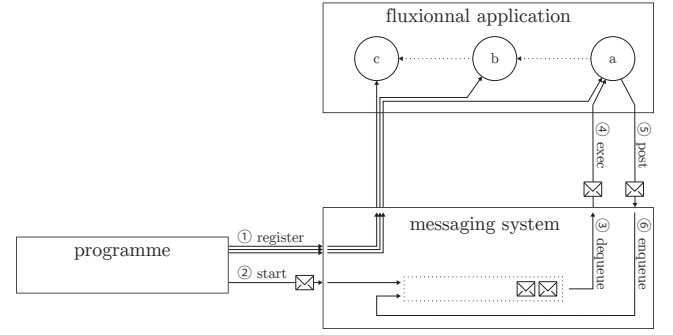 fluxionnal application
c
b
a
④ exec
⑤ post
① register
programme
② start
messaging system
③ dequeue
⑥ enqueue